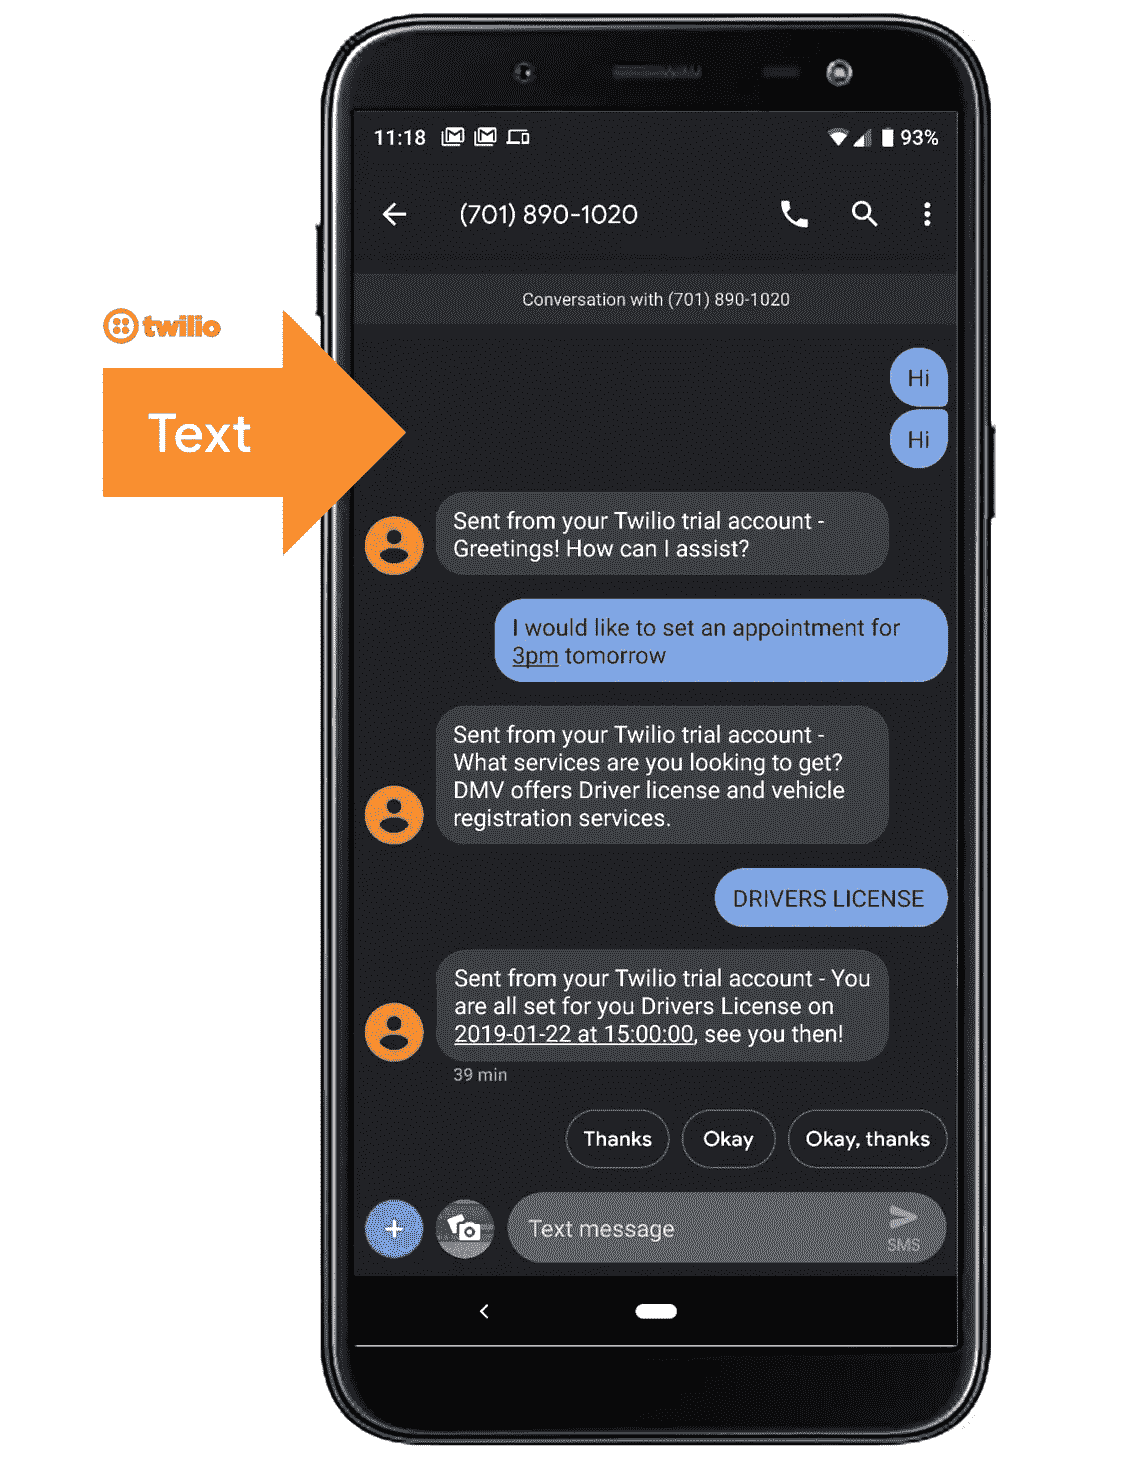 11:18
93%
(701) 890-1020
Conversation with (701) 890-1020
twilio
Text
Hi
Hi
Sent from your Twilio trial account -
Greetings! How can I assist?
I would like to set an appointment for
3pm tomorrow
Sent from your Twilio trial account -
What services are you looking to get?
DMV offers Driver license and vehicle
registration services.
DRIVERS LICENSE
Sent from your Twilio trial account - You
are all set for you Drivers License on
2019-01-22 at 15:00:00, see you then!
39 min
Thanks
Okay
Okay, thanks
Text message
SMS